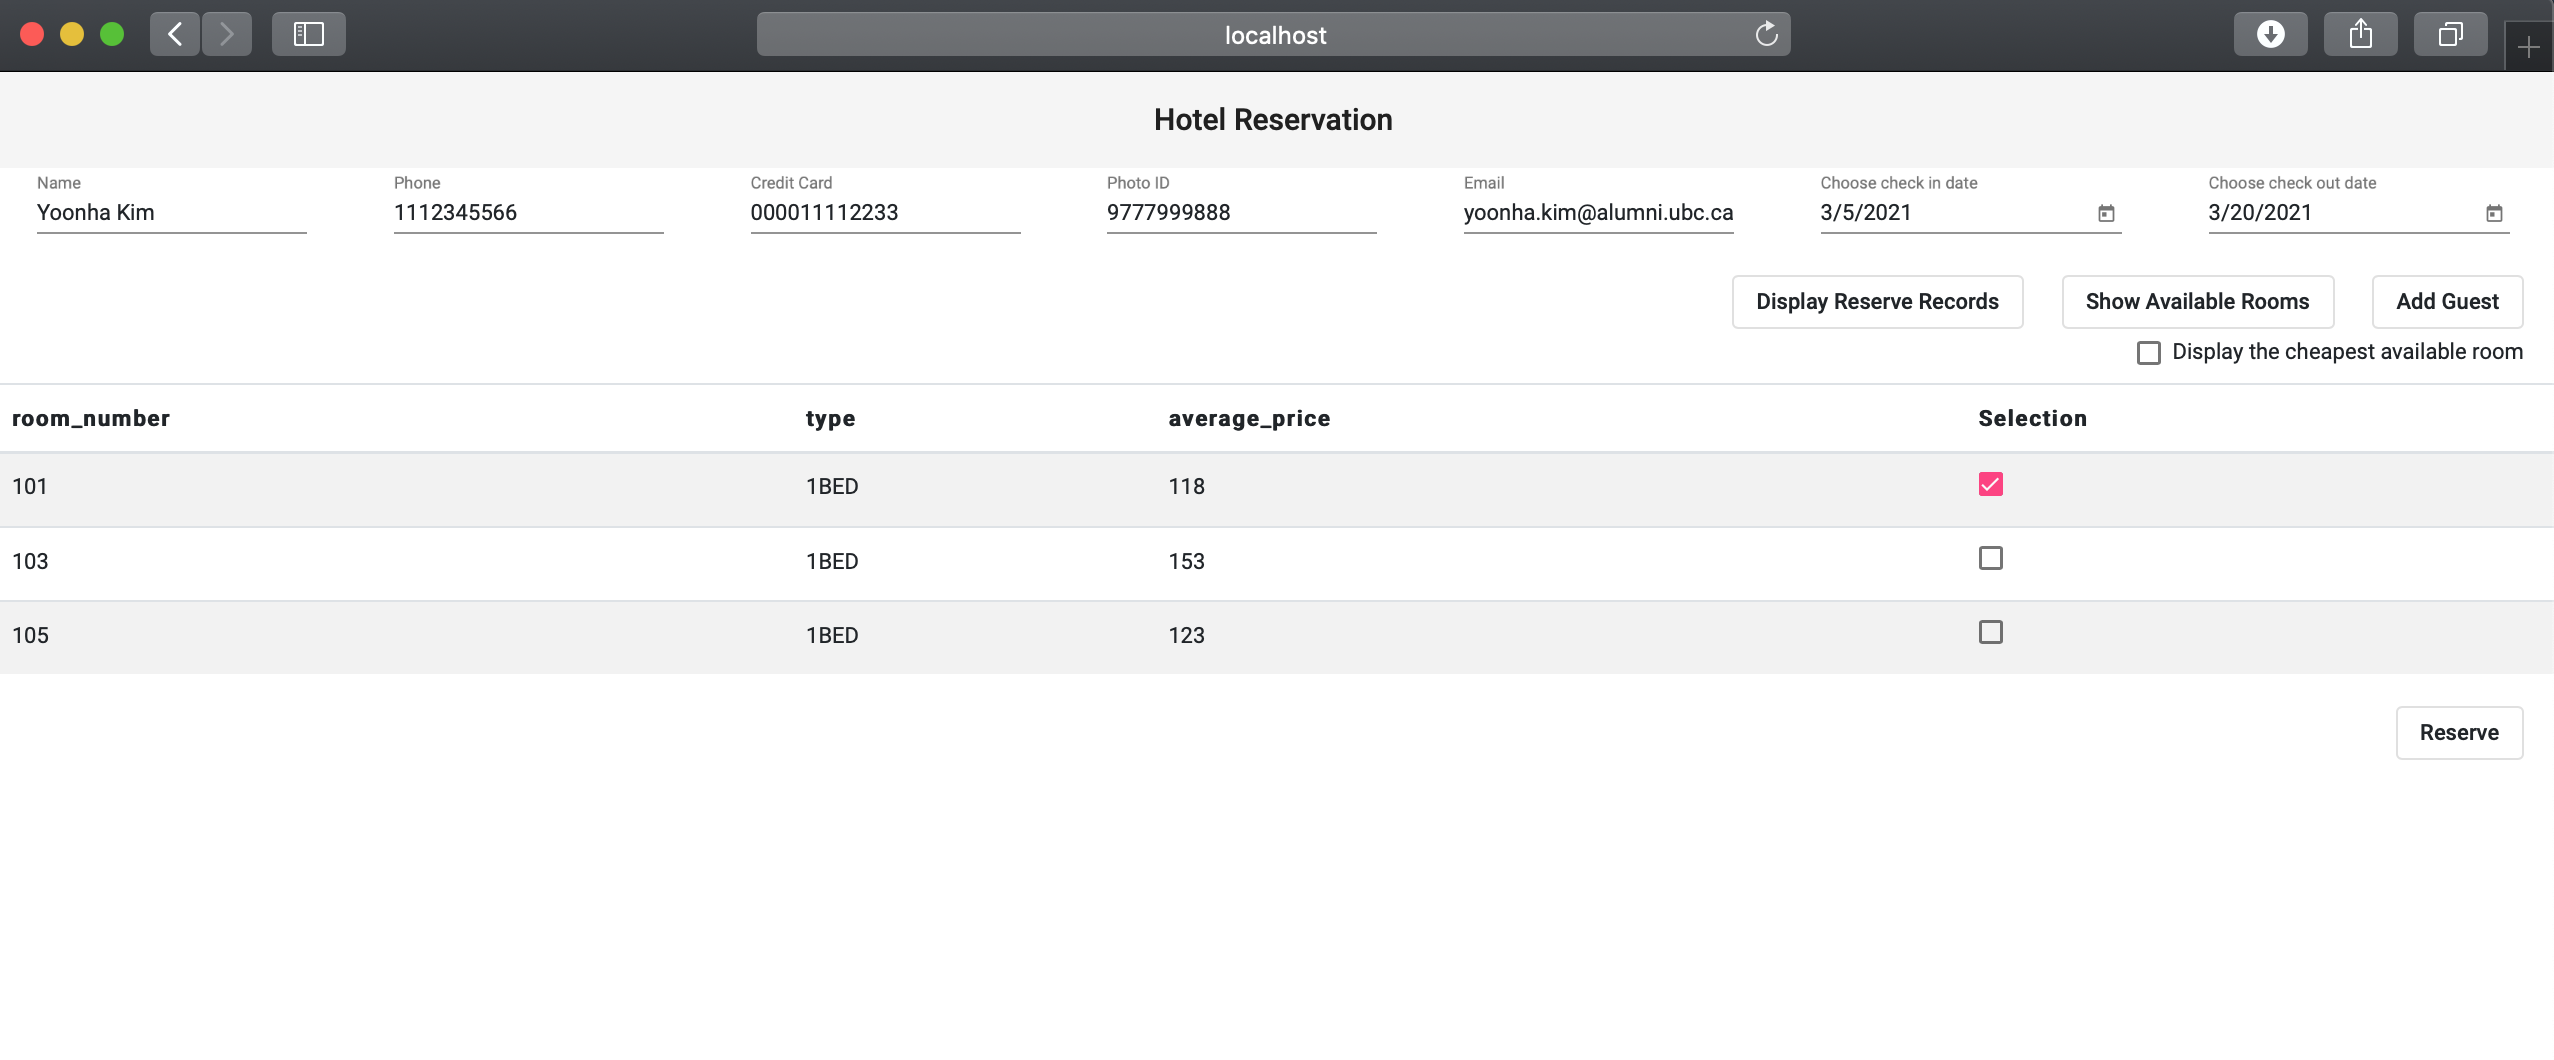 localhost
Hotel Reservation
Name Phone Credit Card Photo ID Email Choose check in date Choose check out date
Yoonha Kim 1112345566 000011112233 9777999888 yoonha.kim@alumni.ubc.ca 3/5/2021 3/20/2021
Display Reserve Records Show Available Rooms Add Guest
Display the cheapest available room
room_number type average_price Selection
101 1BED 118
103 1BED 153
105 1BED 123
Reserve